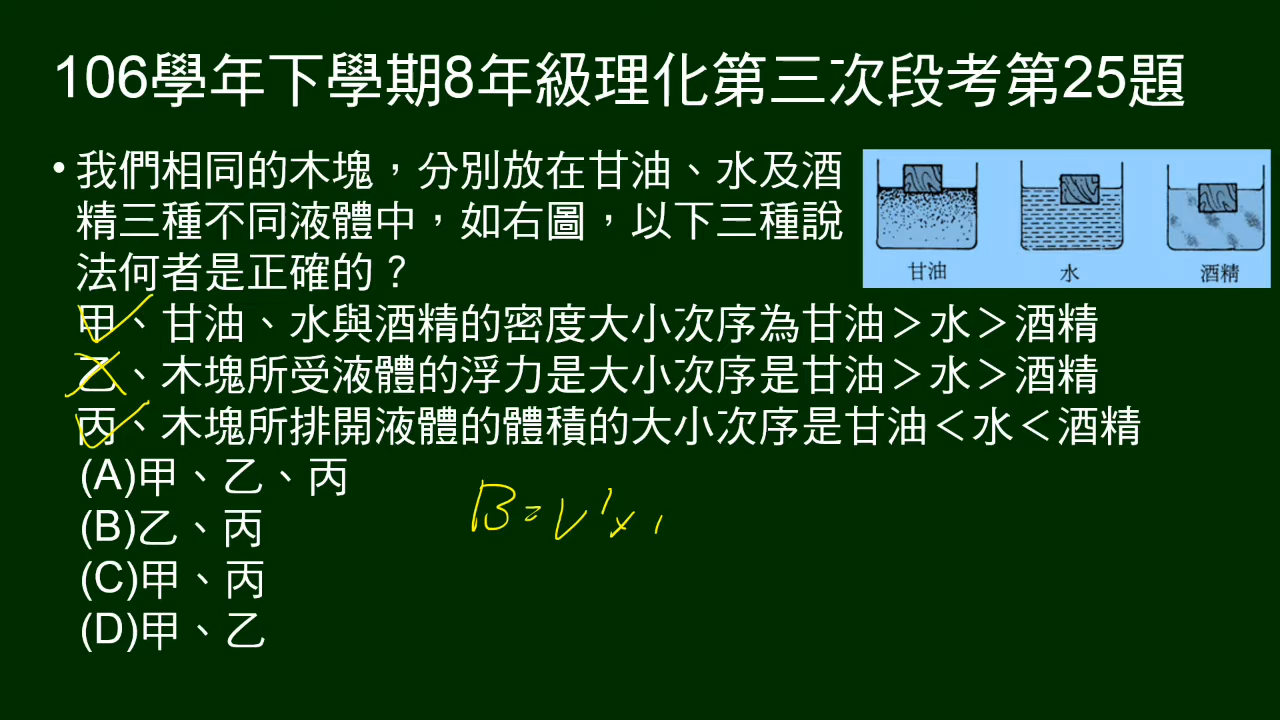 106學年下學期8年級理化第三次段考第25題
•我們相同的木塊，分別放在甘油、水及酒
精三種不同液體中，如右圖，以下三種說
法何者是正確的？
甘油 水 酒精
甲、甘油、水與酒精的密度大小次序為甘油＞水＞酒精
乙、木塊所受液體的浮力是大小次序是甘油＞水＞酒精
丙、木塊所排開液體的體積的大小次序是甘油＜水＜酒精
(A)甲、乙、丙
(B)乙、丙
(C)甲、丙
(D)甲、乙
B=V'×